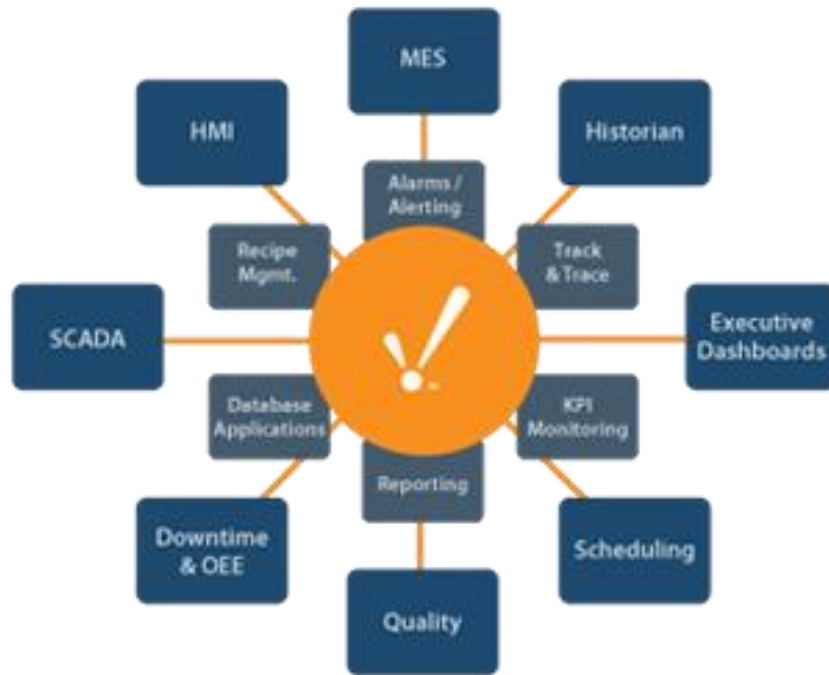 MES
HMI
Historian
Alarms /
Alerting
Recipe
Mgmt.
Track
& Trace
SCADA
Executive
Dashboards
Database
Applications
KPI
Monitoring
Reporting
Downtime
& OEE
Scheduling
Quality